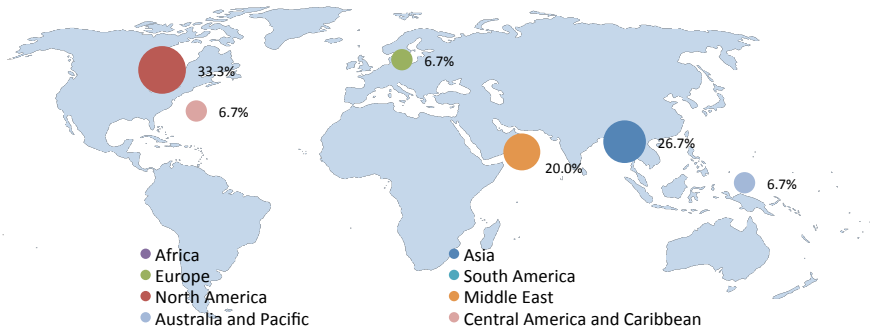 33.3%
6.7%
6.7%
26.7%
20.0%
6.7%
Africa
Asia
Europe
South America
North America
Middle East
Australia and Pacific
Central America and Caribbean